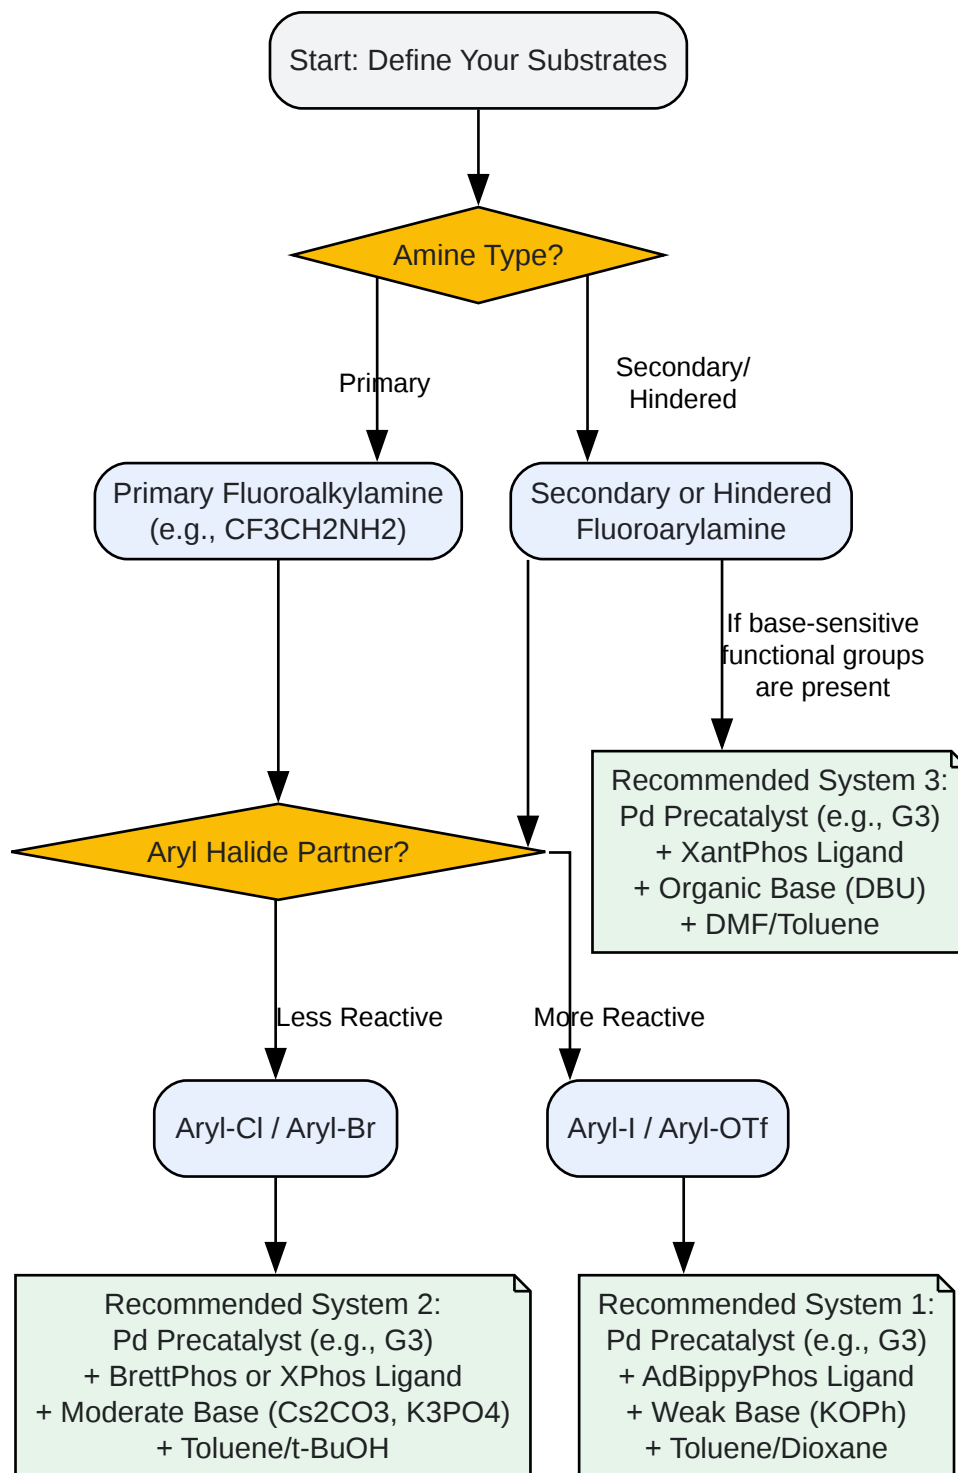 Start: Define Your Substrates
Amine Type?
Primary
Secondary/
Hindered
Primary Fluoroalkylamine
(e.g., CF3CH2NH2)
Secondary or Hindered
Fluoroarylamine
If base-sensitive
functional groups
are present
Recommended System 3:
Pd Precatalyst (e.g., G3)
+ XantPhos Ligand
+ Organic Base (DBU)
+ DMF/Toluene
Aryl Halide Partner?
Less Reactive
More Reactive
Aryl-Cl / Aryl-Br
Aryl-I / Aryl-OTf
Recommended System 2:
Pd Precatalyst (e.g., G3)
+ BrettPhos or XPhos Ligand
+ Moderate Base (Cs2CO3, K3PO4)
+ Toluene/t-BuOH
Recommended System 1:
Pd Precatalyst (e.g., G3)
+ AdBippyPhos Ligand
+ Weak Base (KOPh)
+ Toluene/Dioxane